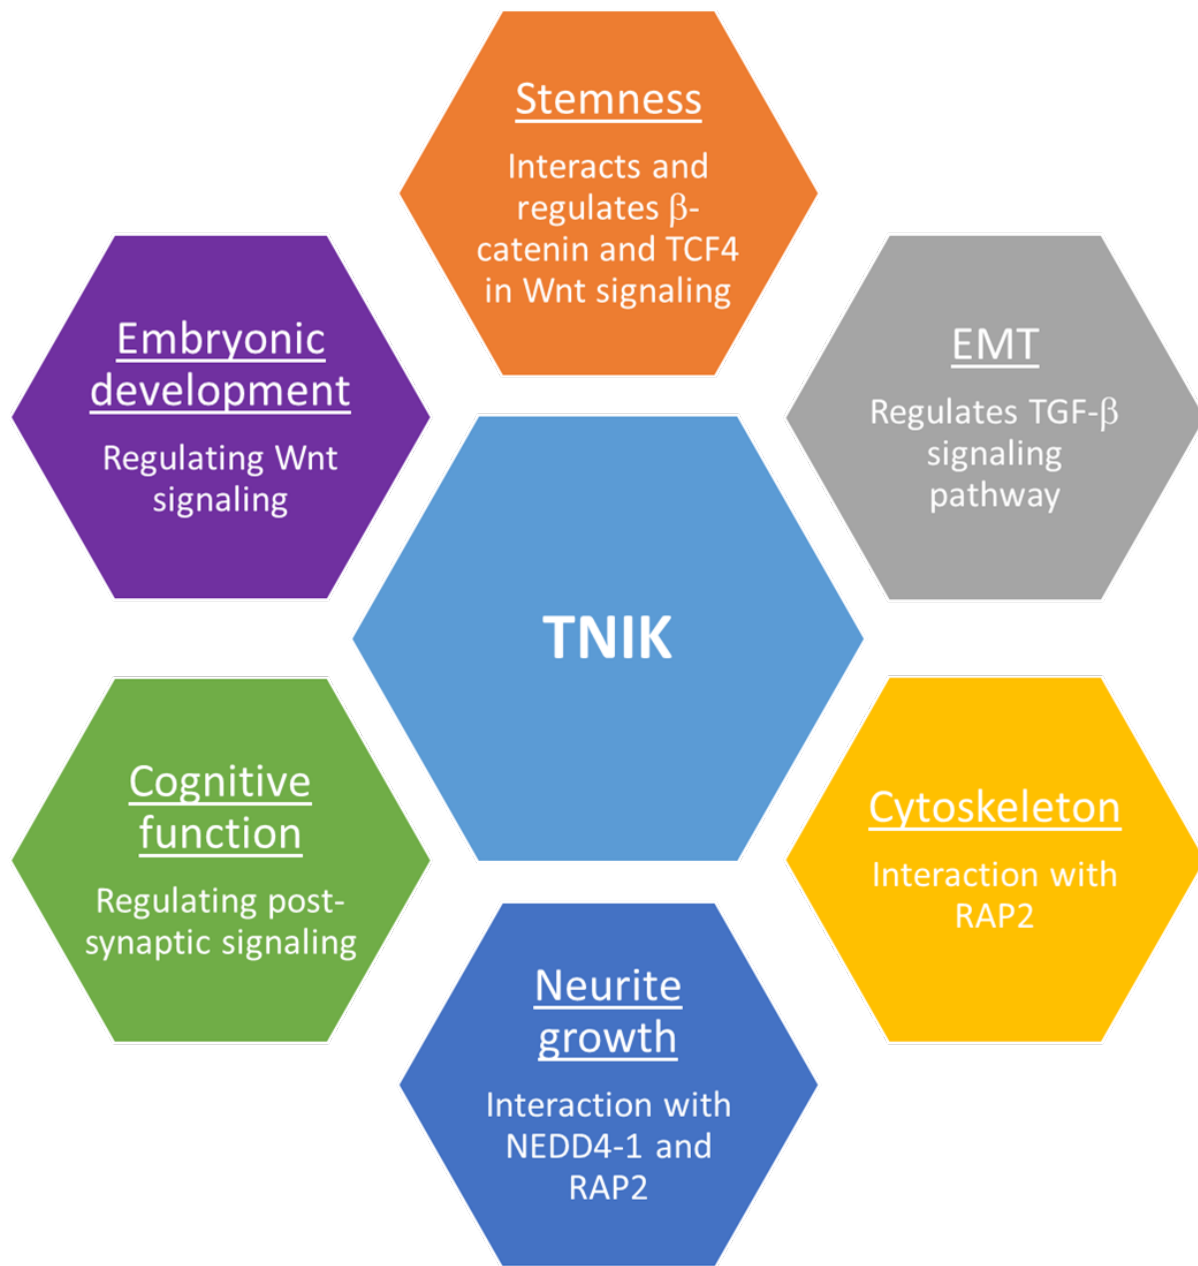 Stemness
Interacts and
regulates β-
catenin and TCF4
in Wnt signaling
Embryonic
development
Regulating Wnt
signaling
EMT
Regulates TGF-β
signaling
pathway
TNIK
Cognitive
function
Regulating post-
synaptic signaling
Cytoskeleton
Interaction with
RAP2
Neurite
growth
Interaction with
NEDD4-1 and
RAP2